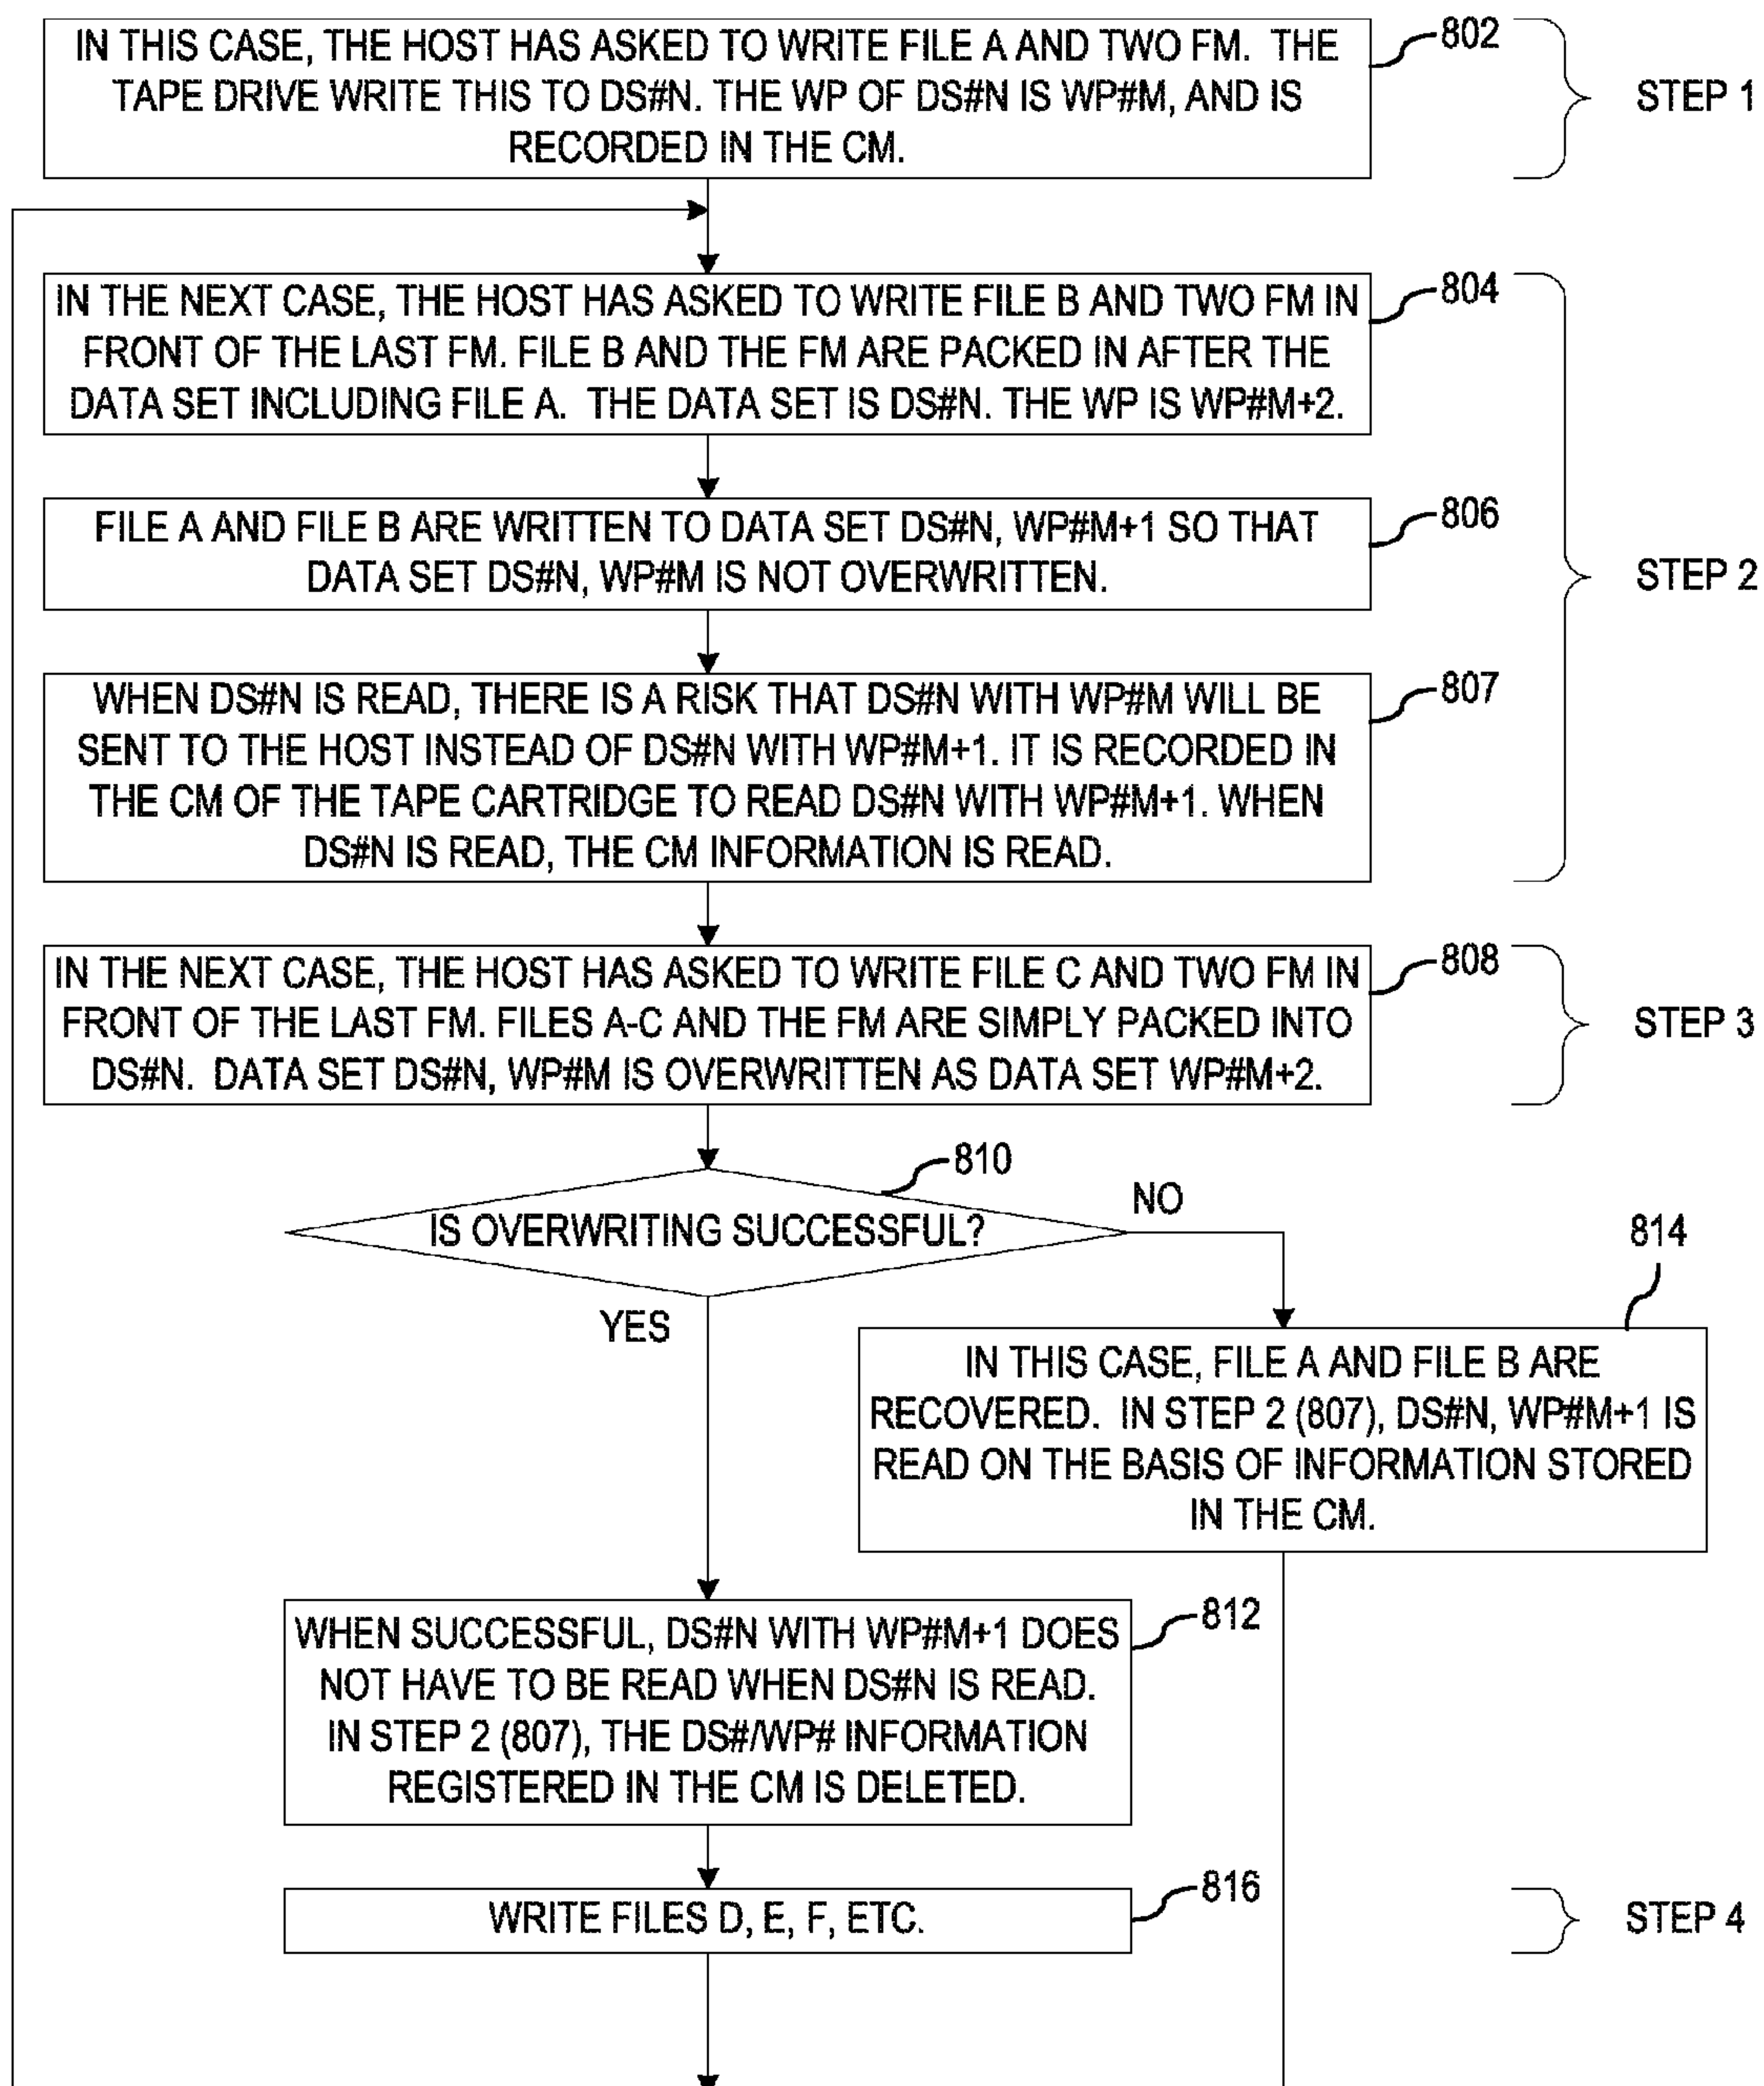 IN THIS CASE, THE HOST HAS ASKED TO WRITE FILE A AND TWO FM. THE
TAPE DRIVE WRITE THIS TO DS#N. THE WP OF DS#N IS WP#M, AND IS
RECORDED IN THE CM.
802
STEP 1
IN THE NEXT CASE, THE HOST HAS ASKED TO WRITE FILE B AND TWO FM IN
FRONT OF THE LAST FM. FILE B AND THE FM ARE PACKED IN AFTER THE
DATA SET INCLUDING FILE A. THE DATA SET IS DS#N. THE WP IS WP#M+2.
804
FILE A AND FILE B ARE WRITTEN TO DATA SET DS#N, WP#M+1 SO THAT
DATA SET DS#N, WP#M IS NOT OVERWRITTEN.
806
STEP 2
WHEN DS#N IS READ, THERE IS A RISK THAT DS#N WITH WP#M WILL BE
SENT TO THE HOST INSTEAD OF DS#N WITH WP#M+1. IT IS RECORDED IN
THE CM OF THE TAPE CARTRIDGE TO READ DS#N WITH WP#M+1. WHEN
DS#N IS READ, THE CM INFORMATION IS READ.
807
IN THE NEXT CASE, THE HOST HAS ASKED TO WRITE FILE C AND TWO FM IN
FRONT OF THE LAST FM. FILES A-C AND THE FM ARE SIMPLY PACKED INTO
DS#N. DATA SET DS#N, WP#M IS OVERWRITTEN AS DATA SET WP#M+2.
808
STEP 3
810
IS OVERWRITING SUCCESSFUL?
NO
YES
814
IN THIS CASE, FILE A AND FILE B ARE
RECOVERED. IN STEP 2 (807), DS#N, WP#M+1 IS
READ ON THE BASIS OF INFORMATION STORED
IN THE CM.
WHEN SUCCESSFUL, DS#N WITH WP#M+1 DOES
NOT HAVE TO BE READ WHEN DS#N IS READ.
IN STEP 2 (807), THE DS#/WP# INFORMATION
REGISTERED IN THE CM IS DELETED.
812
WRITE FILES D, E, F, ETC.
816
STEP 4